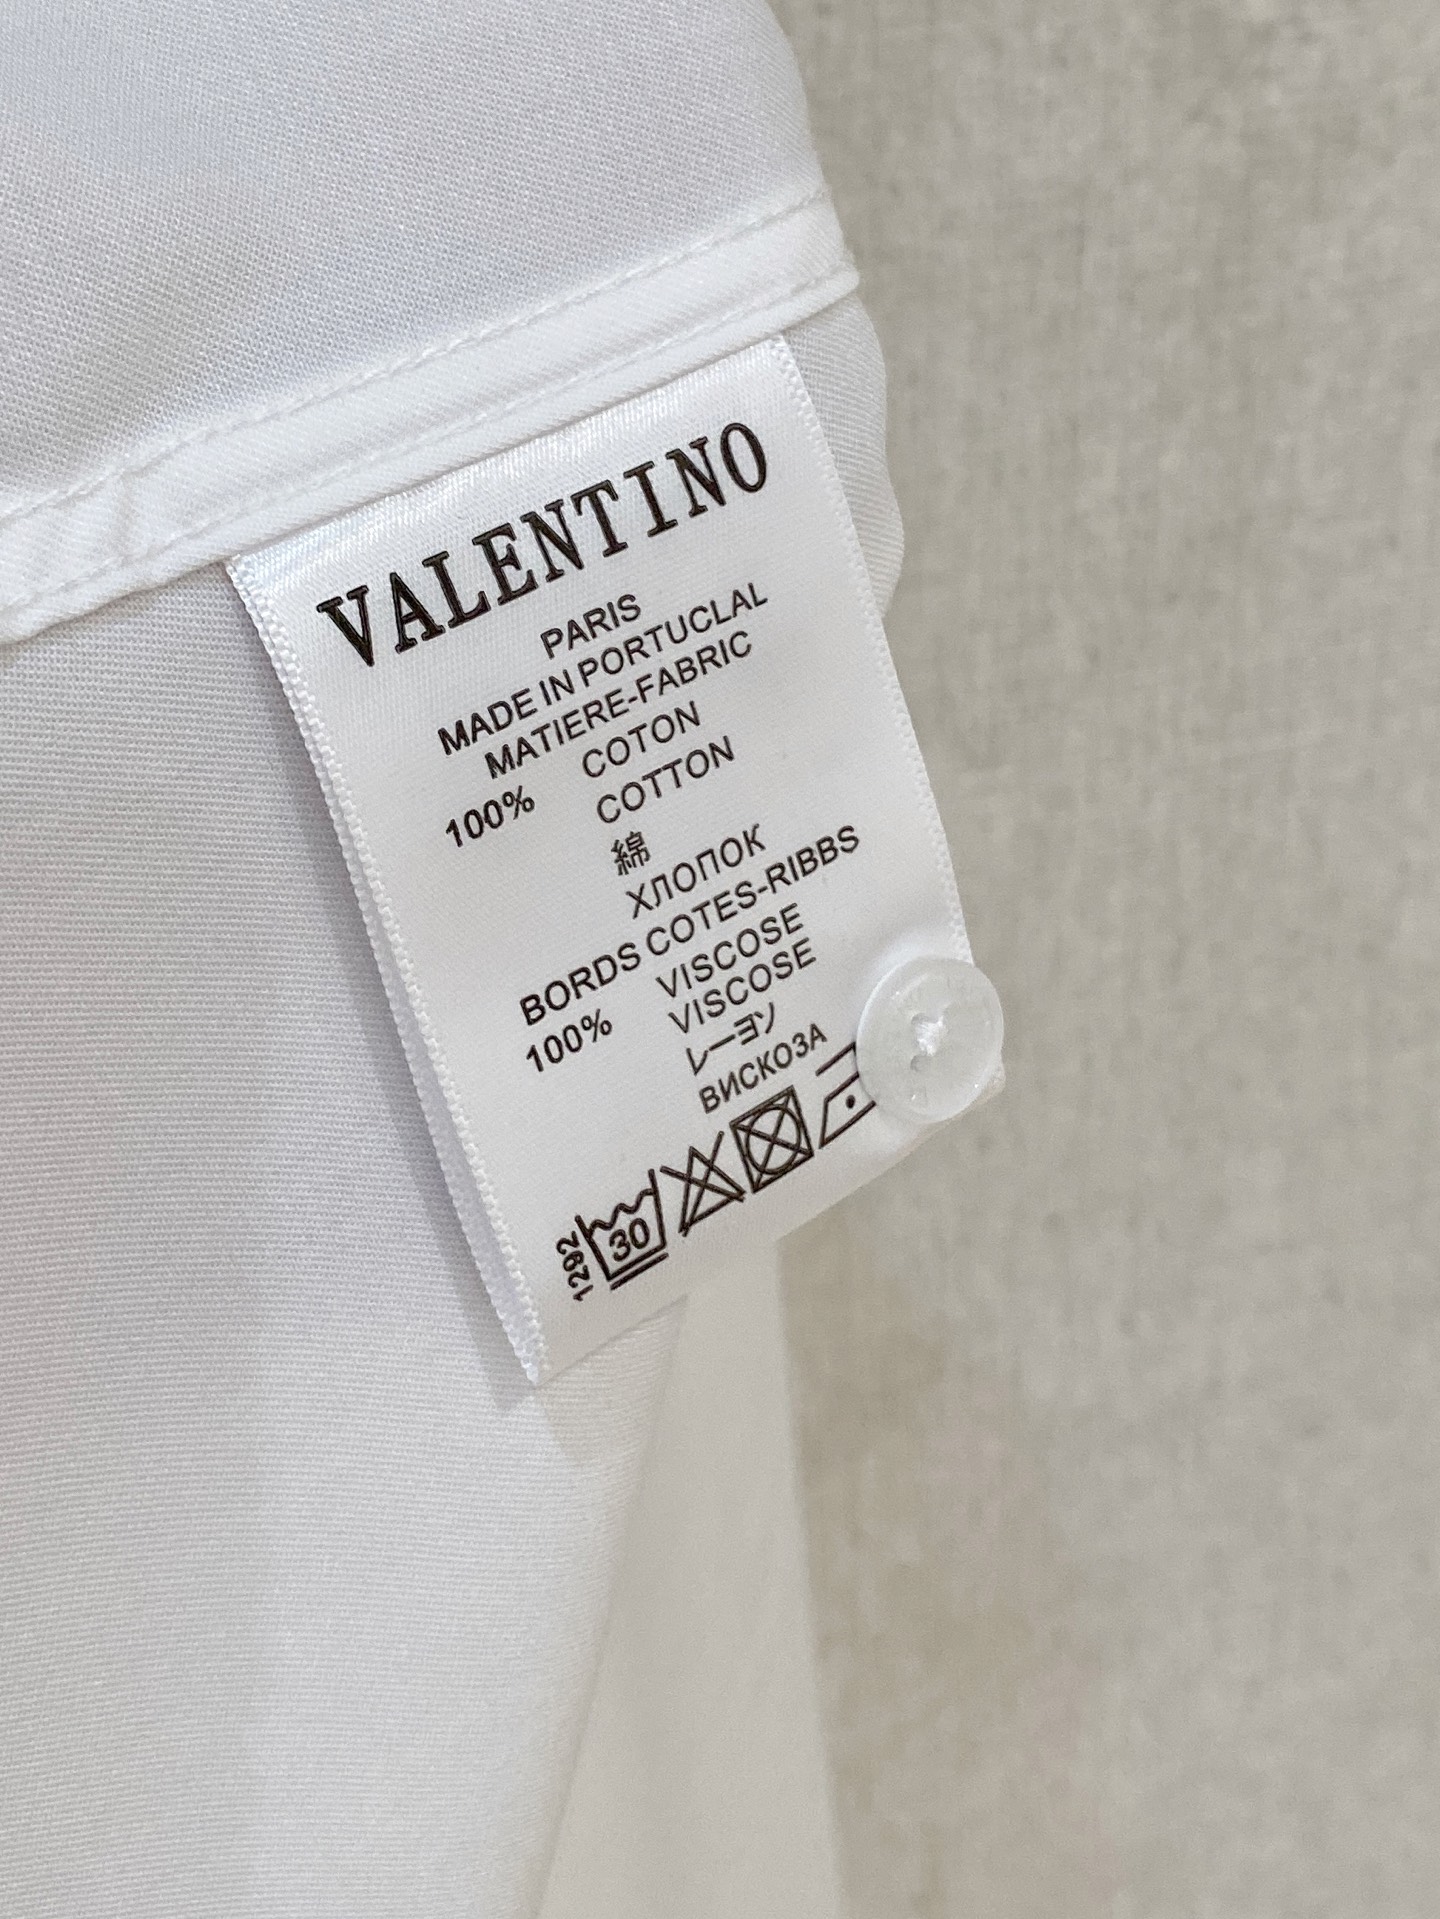 VALENTINO
PARIS
MADE IN PORTUCLAL
MATIERE-FABRIC
100% COTON
COTTON
綿
ХЛОПОК
BORDS COTES-RIBBS
100% VISCOSE
VISCOSE
レーヨン
ВИСКОЗА
30
1292